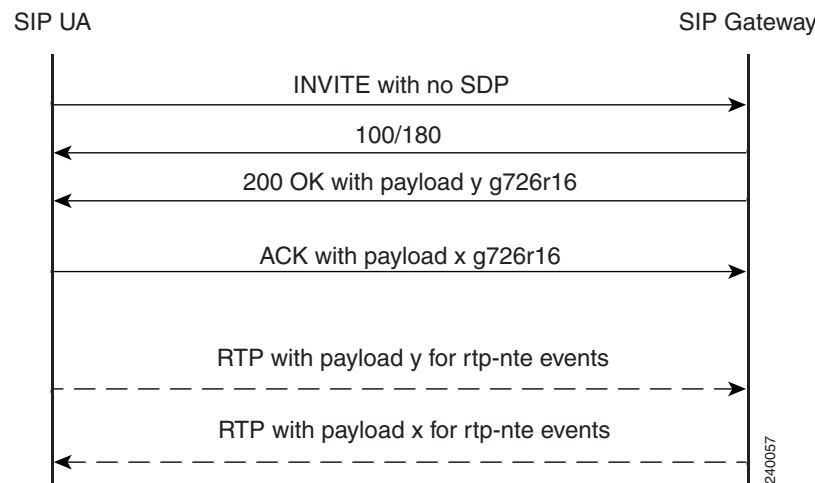 SIP UA
SIP Gateway
INVITE with no SDP
100/180
200 OK with payload y g726r16
ACK with payload x g726r16
RTP with payload y for rtp-nte events
RTP with payload x for rtp-nte events
240057